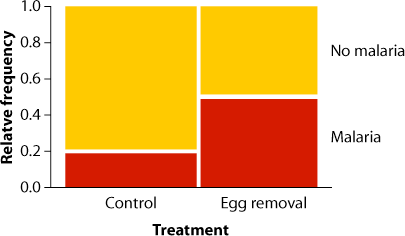 1.0
0.8
0.6
0.4
0.2
0.0
Relatve frequency
No malaria
Malaria
Control
Egg removal
Treatment